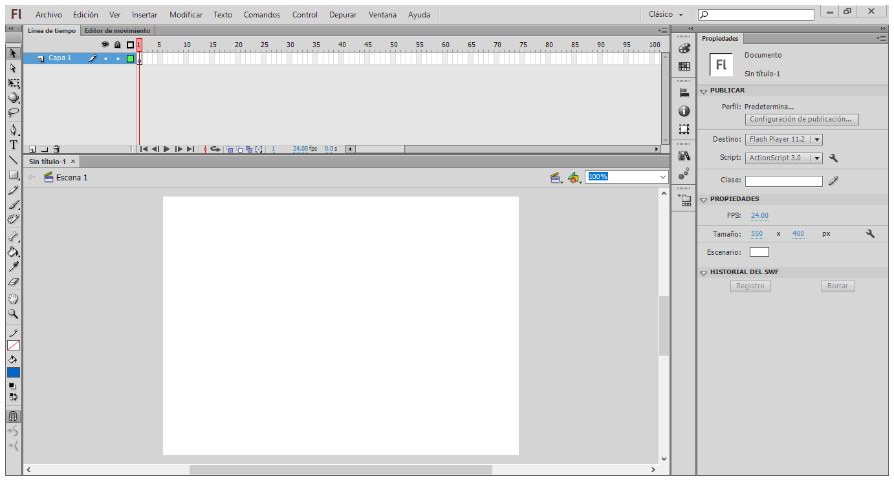 Fl Archivo Edición Ver Insertar Modificar Texto Comandos Control Depurar Ventana Ayuda Clásico
Línea de tiempo Editor de movimiento
1 5 10 15 20 25 30 35 40 45 50 55 60 65 70 75 80 85 90 95 100
Capa 1
1 24.00 fps 0.0 s
Sin título-1 ×
Escena 1 100%
T
Propiedades
Fl
Documento
Sin título-1
PUBLICAR
Perfil: Predetermina...
Configuración de publicación...
Destino: Flash Player 11.2
Script: ActionScript 3.0
Clase:
PROPIEDADES
FPS: 24.00
Tamaño: 550 x 400 px
Escenario:
HISTORIAL DEL SWF
Registro Borrar